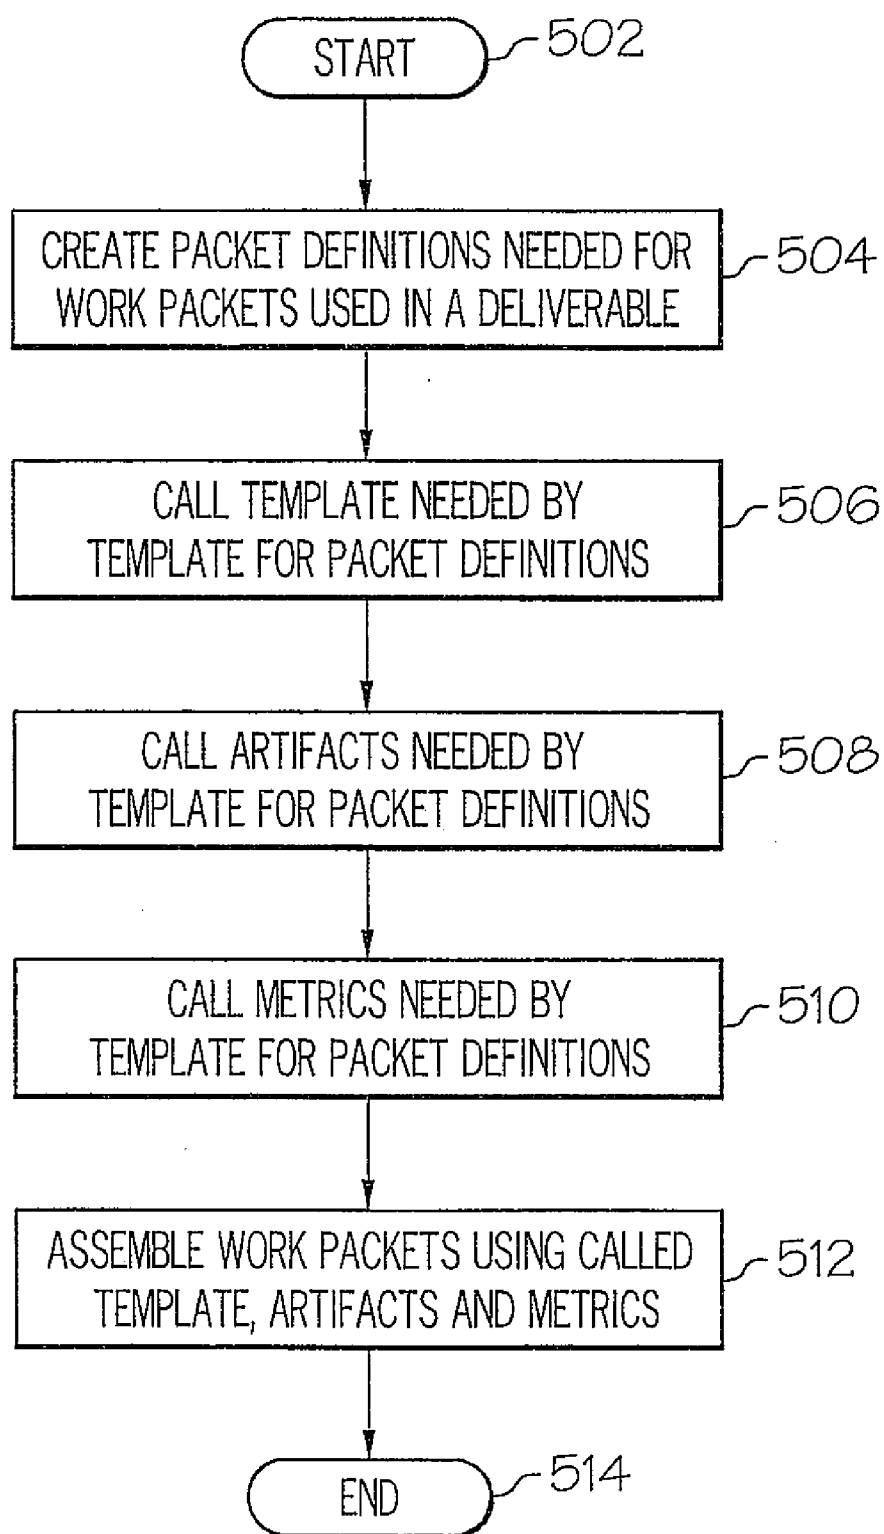 START
502
CREATE PACKET DEFINITIONS NEEDED FOR
WORK PACKETS USED IN A DELIVERABLE
504
CALL TEMPLATE NEEDED BY
TEMPLATE FOR PACKET DEFINITIONS
506
CALL ARTIFACTS NEEDED BY
TEMPLATE FOR PACKET DEFINITIONS
508
CALL METRICS NEEDED BY
TEMPLATE FOR PACKET DEFINITIONS
510
ASSEMBLE WORK PACKETS USING CALLED
TEMPLATE, ARTIFACTS AND METRICS
512
END
514